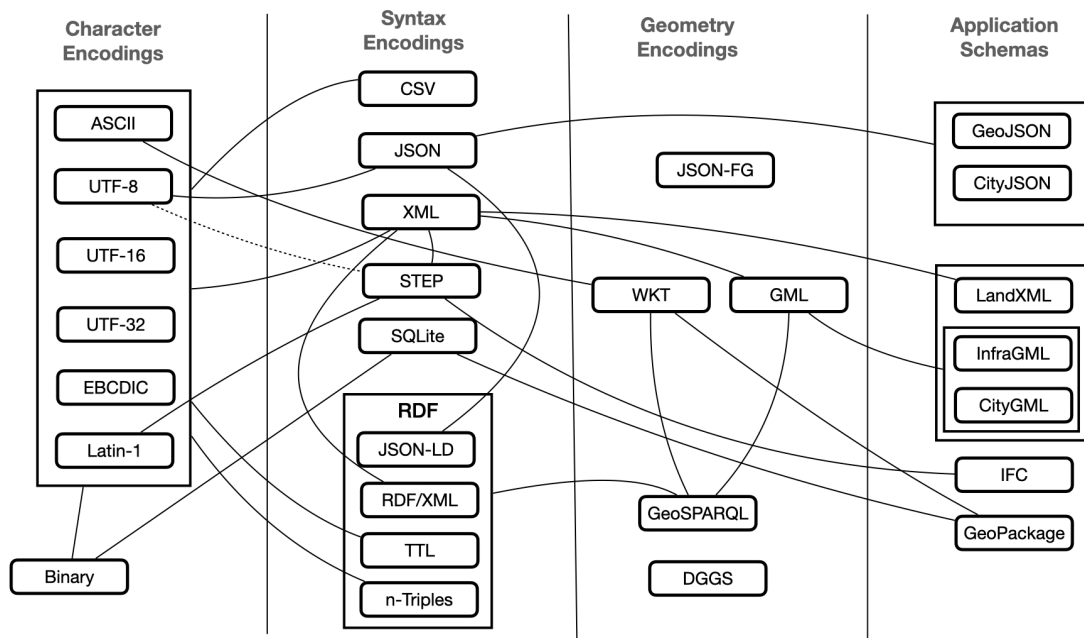 Character
Encodings
Syntax
Encodings
Geometry
Encodings
Application
Schemas
ASCII
UTF-8
UTF-16
UTF-32
EBCDIC
Latin-1
Binary
CSV
JSON
XML
STEP
SQLite
RDF
JSON-LD
RDF/XML
TTL
n-Triples
JSON-FG
WKT
GML
GeoSPARQL
DGGS
GeoJSON
CityJSON
LandXML
InfraGML
CityGML
IFC
GeoPackage